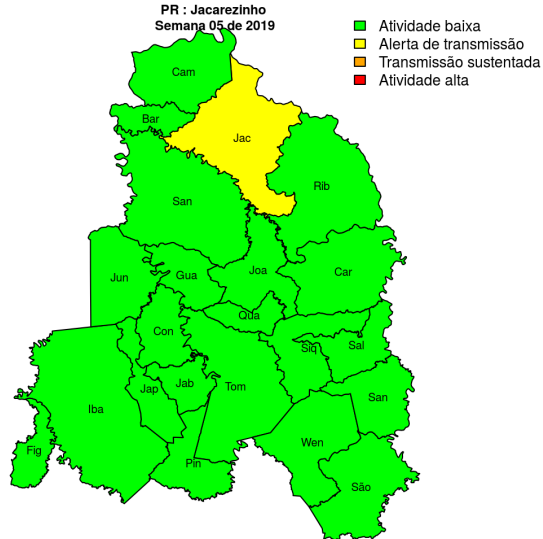 PR : Jacarezinho
Semana 05 de 2019
Atividade baixa
Alerta de transmissão
Transmissão sustentada
Atividade alta
Cam
Bar
Jac
Rib
San
Jun
Gua
Joa
Car
Qua
Con
Siq
Sal
Jap
Jab
Tom
San
Iba
Wen
Fig
Pin
São